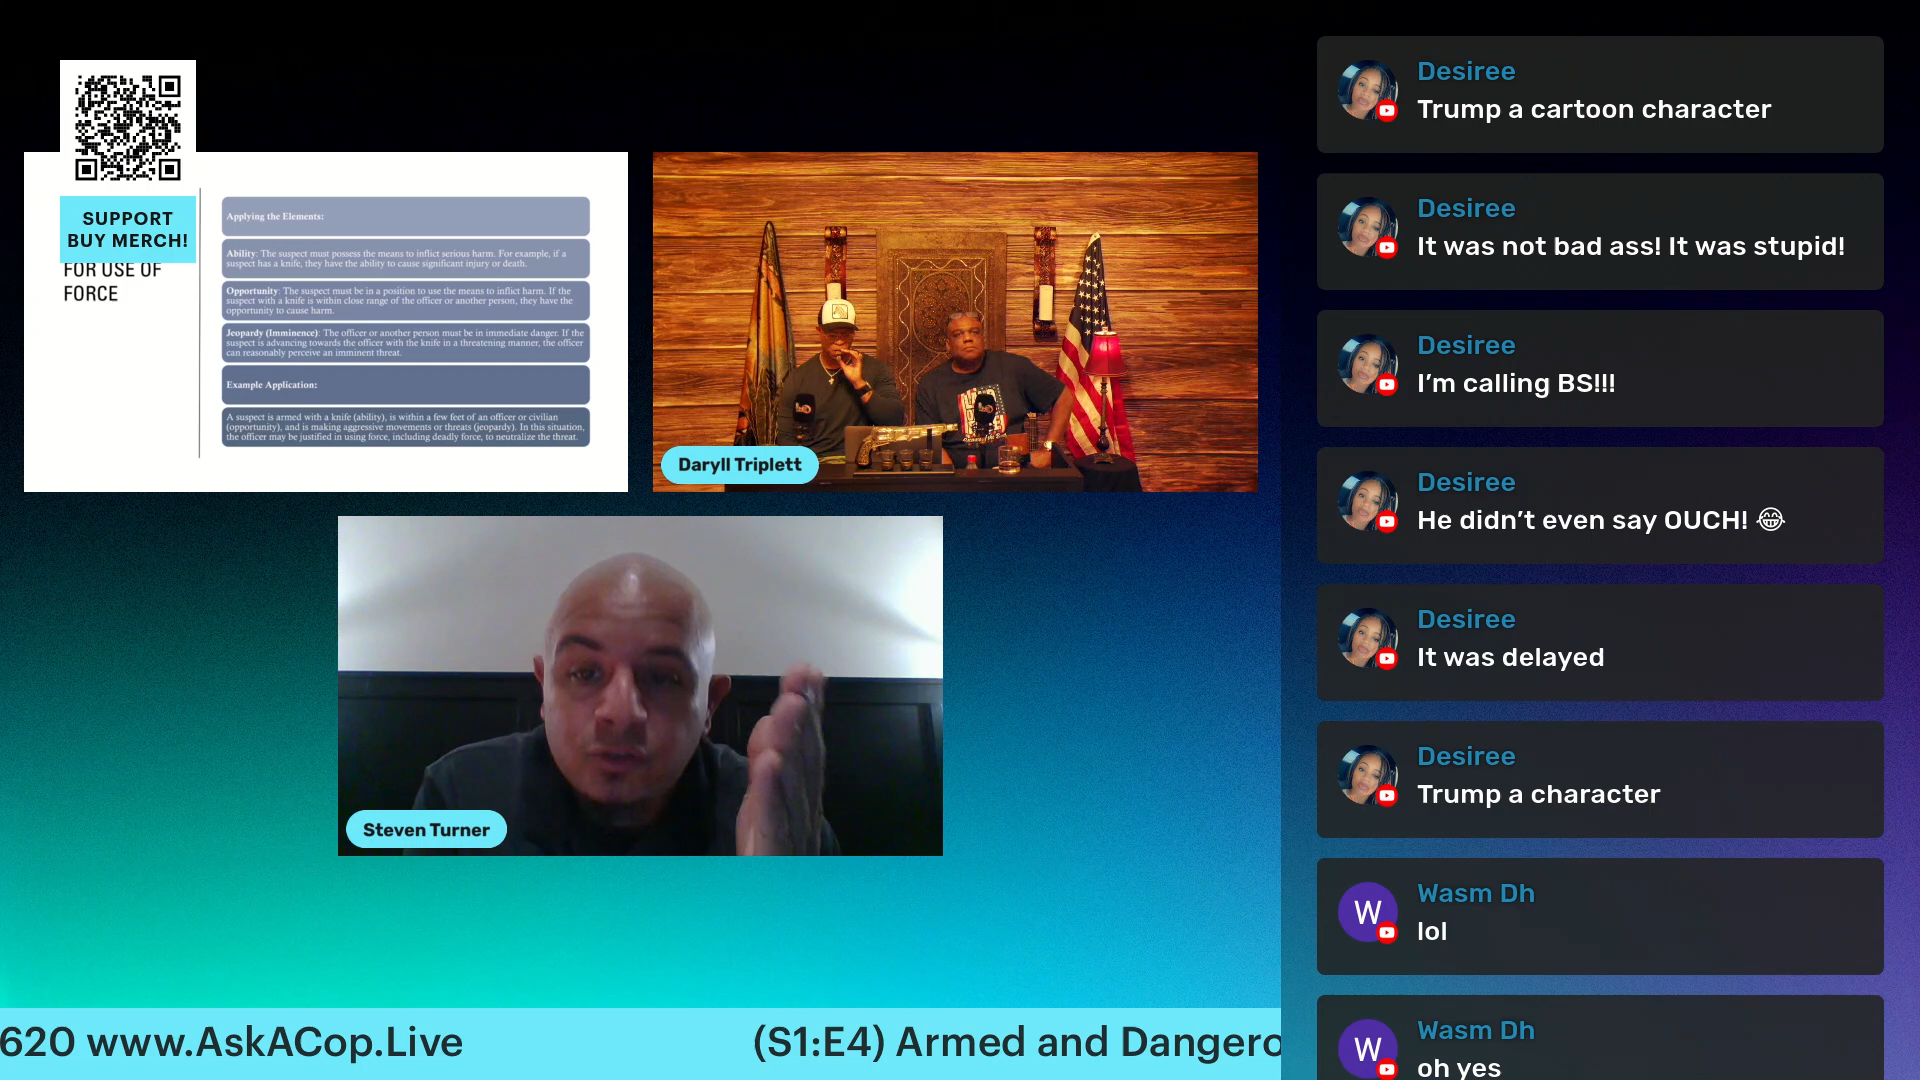 SUPPORT
BUY MERCH!
FOR USE OF
FORCE
Applying the Elements:
Ability: The suspect must possess the means to inflict serious harm. For example, if a
suspect has a knife, they have the ability to cause significant injury or death.
Opportunity: The suspect must be in a position to use the means to inflict harm. If the
suspect with a knife is within close range of the officer or another person, they have the
opportunity to cause harm.
Jeopardy (Imminence): The officer or another person must be in immediate danger. If the
suspect is advancing towards the officer with the knife in a threatening manner, the officer
can reasonably perceive an imminent threat.
Example Application:
A suspect is armed with a knife (ability), is within a few feet of an officer or civilian
(opportunity), and is making aggressive movements or threats (jeopardy). In this situation,
the officer may be justified in using force, including deadly force, to neutralize the threat.
Daryll Triplett
Steven Turner
620 www.AskACop.Live
(S1:E4) Armed and Dangero
Desiree
Trump a cartoon character
Desiree
It was not bad ass! It was stupid!
Desiree
I’m calling BS!!!
Desiree
He didn’t even say OUCH! 😂
Desiree
It was delayed
Desiree
Trump a character
W
Wasm Dh
lol
W
Wasm Dh
oh yes